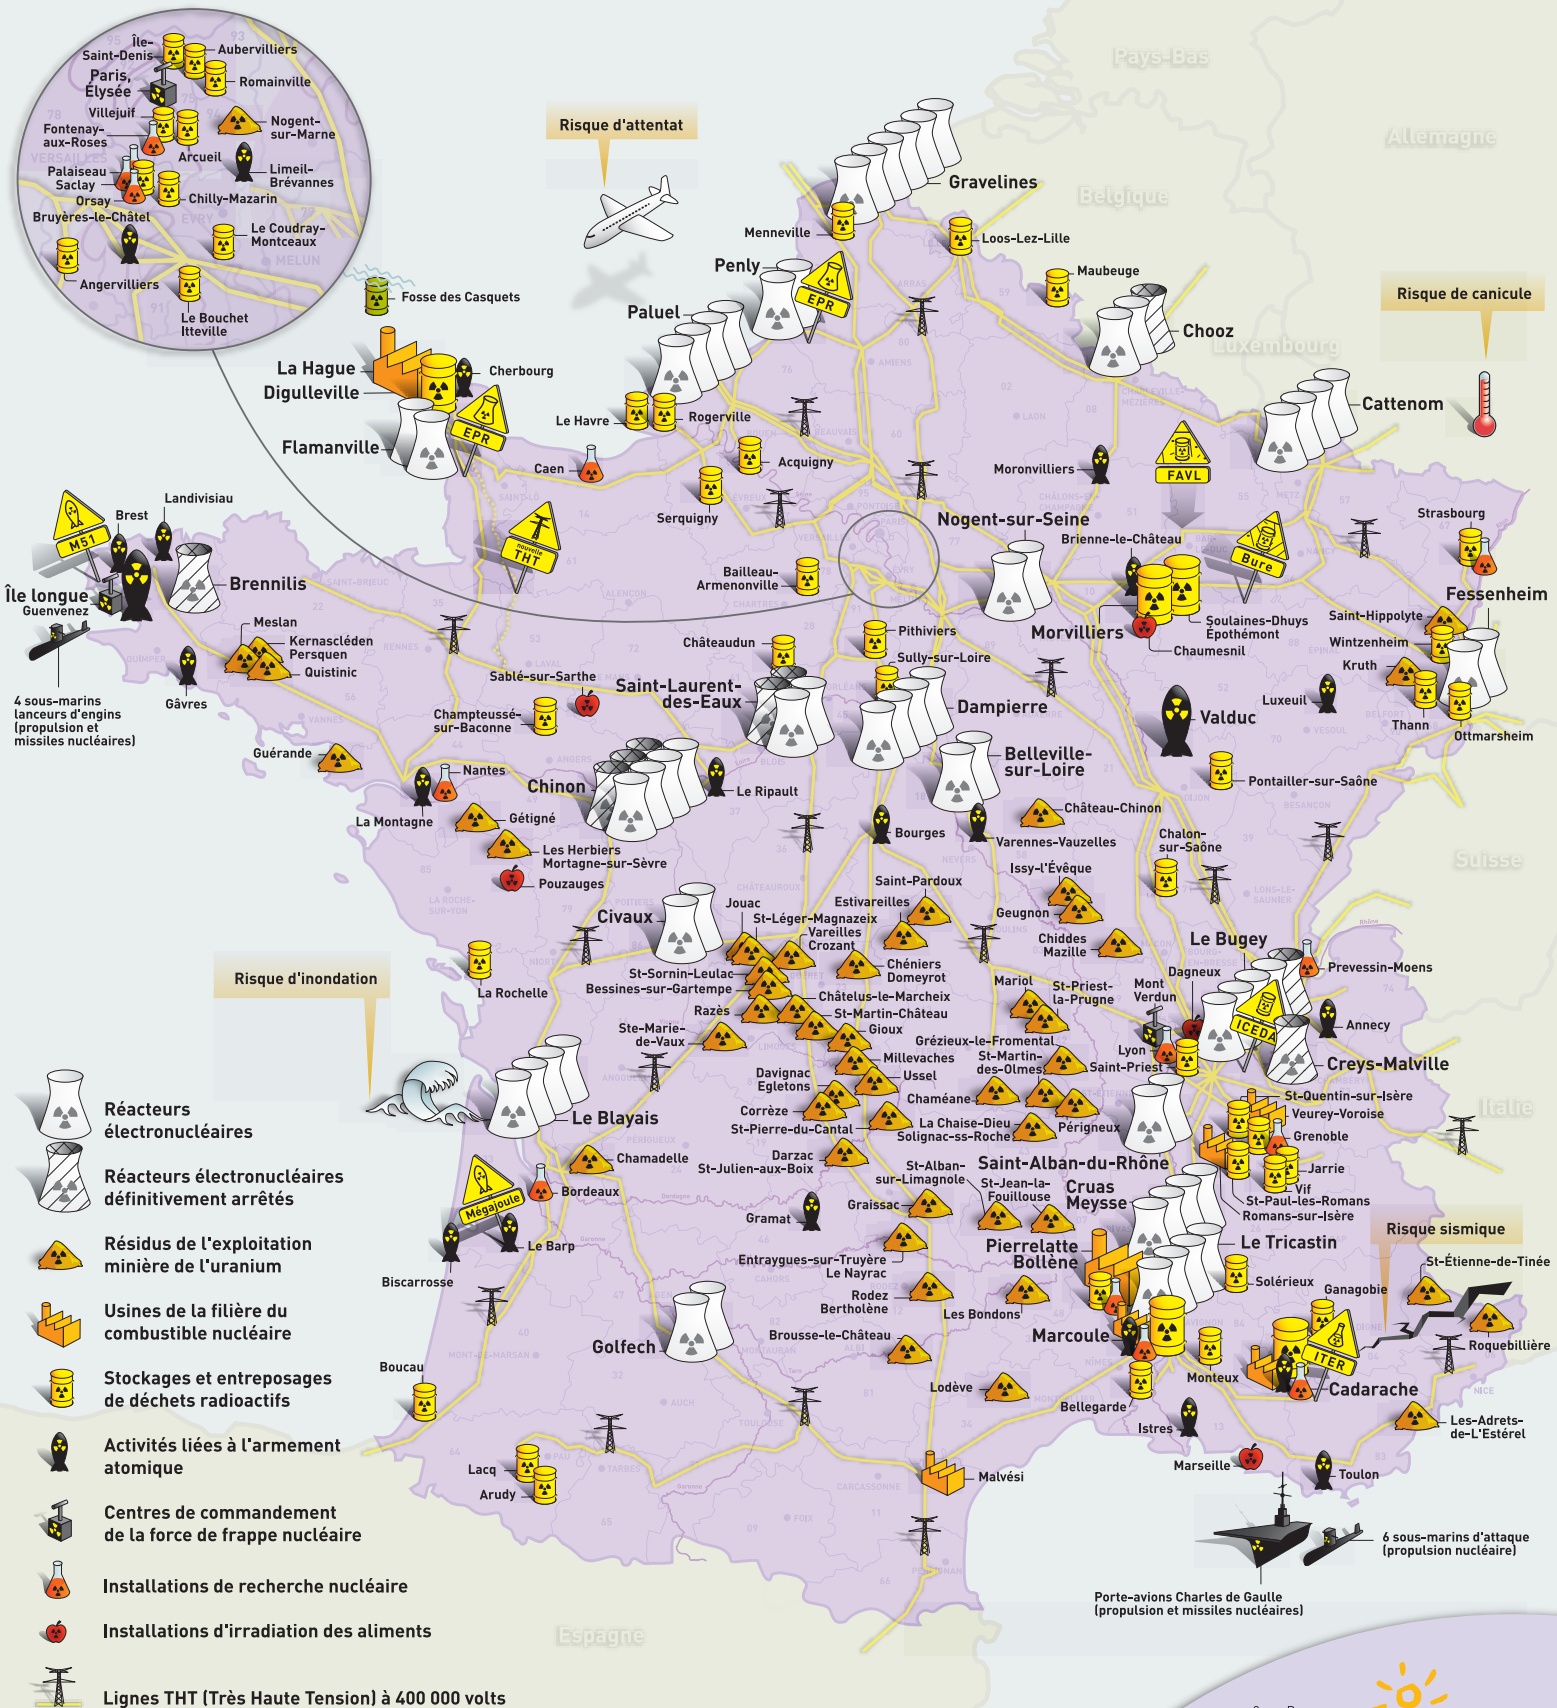 Île-
Saint-Denis
Aubervilliers
Romainville
Paris,
Élysée
Villejuif
Fontenay-
aux-Roses
Nogent-
sur-Marne
Arcueil
Limeil-
Brévannes
Palaiseau
Saclay
Orsay
Chilly-Mazarin
Bruyères-le-Châtel
Le Coudray-
Montceaux
Angervilliers
Le Bouchet
Itteville
VERSAILLES
EVRY
MELUN
93
95
78
91
Pays-Bas
Allemagne
Belgique
Luxembourg
Suisse
Italie
Espagne
Risque d'attentat
Gravelines
Menneville
Loos-Lez-Lille
Maubeuge
Penly
EPR
Paluel
Chooz
Risque de canicule
Fosse des Casquets
La Hague
Digulleville
Cherbourg
EPR
Flamanville
Le Havre
Rogerville
Caen
Acquigny
Serquigny
Cattenom
Moronvilliers
FAVL
Landivisiau
Brest
M51
Île longue
Guenvenez
Brennilis
nouvelle
THT
Nogent-sur-Seine
Brienne-le-Château
Bure
Strasbourg
Fessenheim
Bailleau-
Armenonville
Morvilliers
Soulaines-Dhuys
Épothémont
Chaumesnil
Saint-Hippolyte
Wintzenheim
Kruth
Thann
Ottmarsheim
Meslan
Kernascléden
Persquen
Quistinic
Gâvres
4 sous-marins
lanceurs d'engins
(propulsion et
missiles nucléaires)
Châteaudun
Pithiviers
Sully-sur-Loire
Saint-Laurent-
des-Eaux
Dampierre
Sablé-sur-Sarthe
Champteussé-
sur-Baconne
Valduc
Luxeuil
Pontailler-sur-Saône
Guérande
Nantes
La Montagne
Chinon
Le Ripault
Belleville-
sur-Loire
Château-Chinon
Gétigné
Les Herbiers
Mortagne-sur-Sèvre
Pouzauges
Bourges
Varennes-Vauzelles
Chalon-
sur-Saône
Issy-l'Évêque
Geugnon
Chiddes
Mazille
Civaux
Jouac
St-Léger-Magnazeix
Vareilles
Crozant
Saint-Pardoux
Estivareilles
Chéniers
Domeyrot
La Rochelle
St-Sornin-Leulac
Bessines-sur-Gartempe
Razès
Châtelus-le-Marcheix
St-Martin-Château
Gioux
Ste-Marie-
de-Vaux
Millevaches
Ussel
Davignac
Egletons
Corrèze
St-Pierre-du-Cantal
Darzac
St-Julien-aux-Boix
Mariol
St-Priest-
la-Prugne
Grézieux-le-Fromental
St-Martin-
des-Olmes
Chaméane
La Chaise-Dieu
Solignac-ss-Roche
Périgneux
Le Bugey
Dagneux
Mont
Verdun
Prevessin-Moens
Annecy
ICEDA
Creys-Malville
Lyon
Saint-Priest
Saint-Alban-du-Rhône
St-Quentin-sur-Isère
Veurey-Voroise
Grenoble
Jarrie
Vif
St-Paul-les-Romans
Romans-sur-Isère
Risque d'inondation
Le Blayais
Chamadelle
Bordeaux
Mégajoule
Le Barp
Biscarrosse
Gramat
St-Alban-
sur-Limagnole
St-Jean-la-
Fouillouse
Graissac
Entraygues-sur-Truyère
Le Nayrac
Rodez
Bertholène
Les Bondons
Brousse-le-Château
Lodève
Cruas
Meysse
Pierrelatte
Bollène
Le Tricastin
Solérieux
Marcoule
Monteux
Bellegarde
Ganagobie
ITER
Cadarache
Risque sismique
St-Étienne-de-Tinée
Roquebillière
Les-Adrets-
de-L'Estérel
Istres
Marseille
Toulon
Golfech
Boucau
Lacq
Arudy
Malvési
Porte-avions Charles de Gaulle
(propulsion et missiles nucléaires)
6 sous-marins d'attaque
(propulsion nucléaire)
Réacteurs
électronucléaires
Réacteurs électronucléaires
définitivement arrêtés
Résidus de l'exploitation
minière de l'uranium
Usines de la filière du
combustible nucléaire
Stockages et entreposages
de déchets radioactifs
Activités liées à l'armement
atomique
Centres de commandement
de la force de frappe nucléaire
Installations de recherche nucléaire
Installations d'irradiation des aliments
Lignes THT (Très Haute Tension) à 400 000 volts